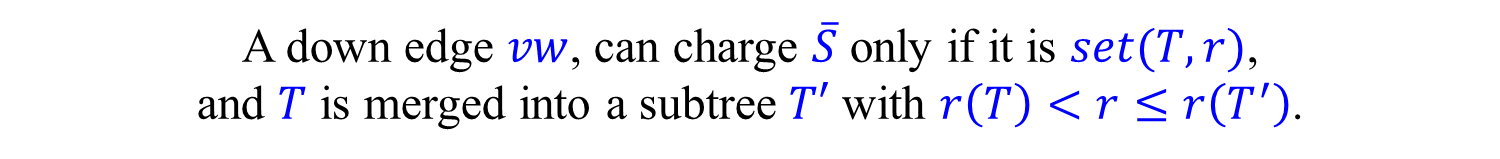 A down edge 𝑣𝑤, can charge S̄ only if it is 𝑠𝑒𝑡(𝑇, 𝑟),
and 𝑇 is merged into a subtree 𝑇′ with 𝑟(𝑇) < 𝑟 ≤ 𝑟(𝑇′).